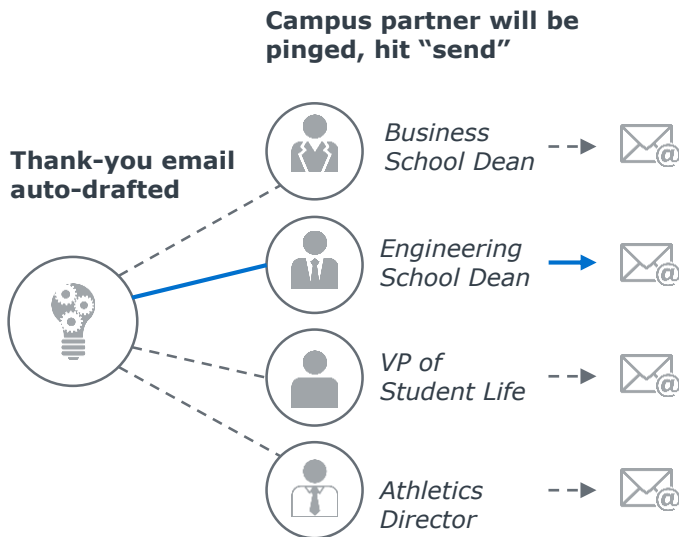 Campus partner will be
pinged, hit “send”
Thank-you email
auto-drafted
Business
School Dean
Engineering
School Dean
VP of
Student Life
Athletics
Director
@
@
@
@